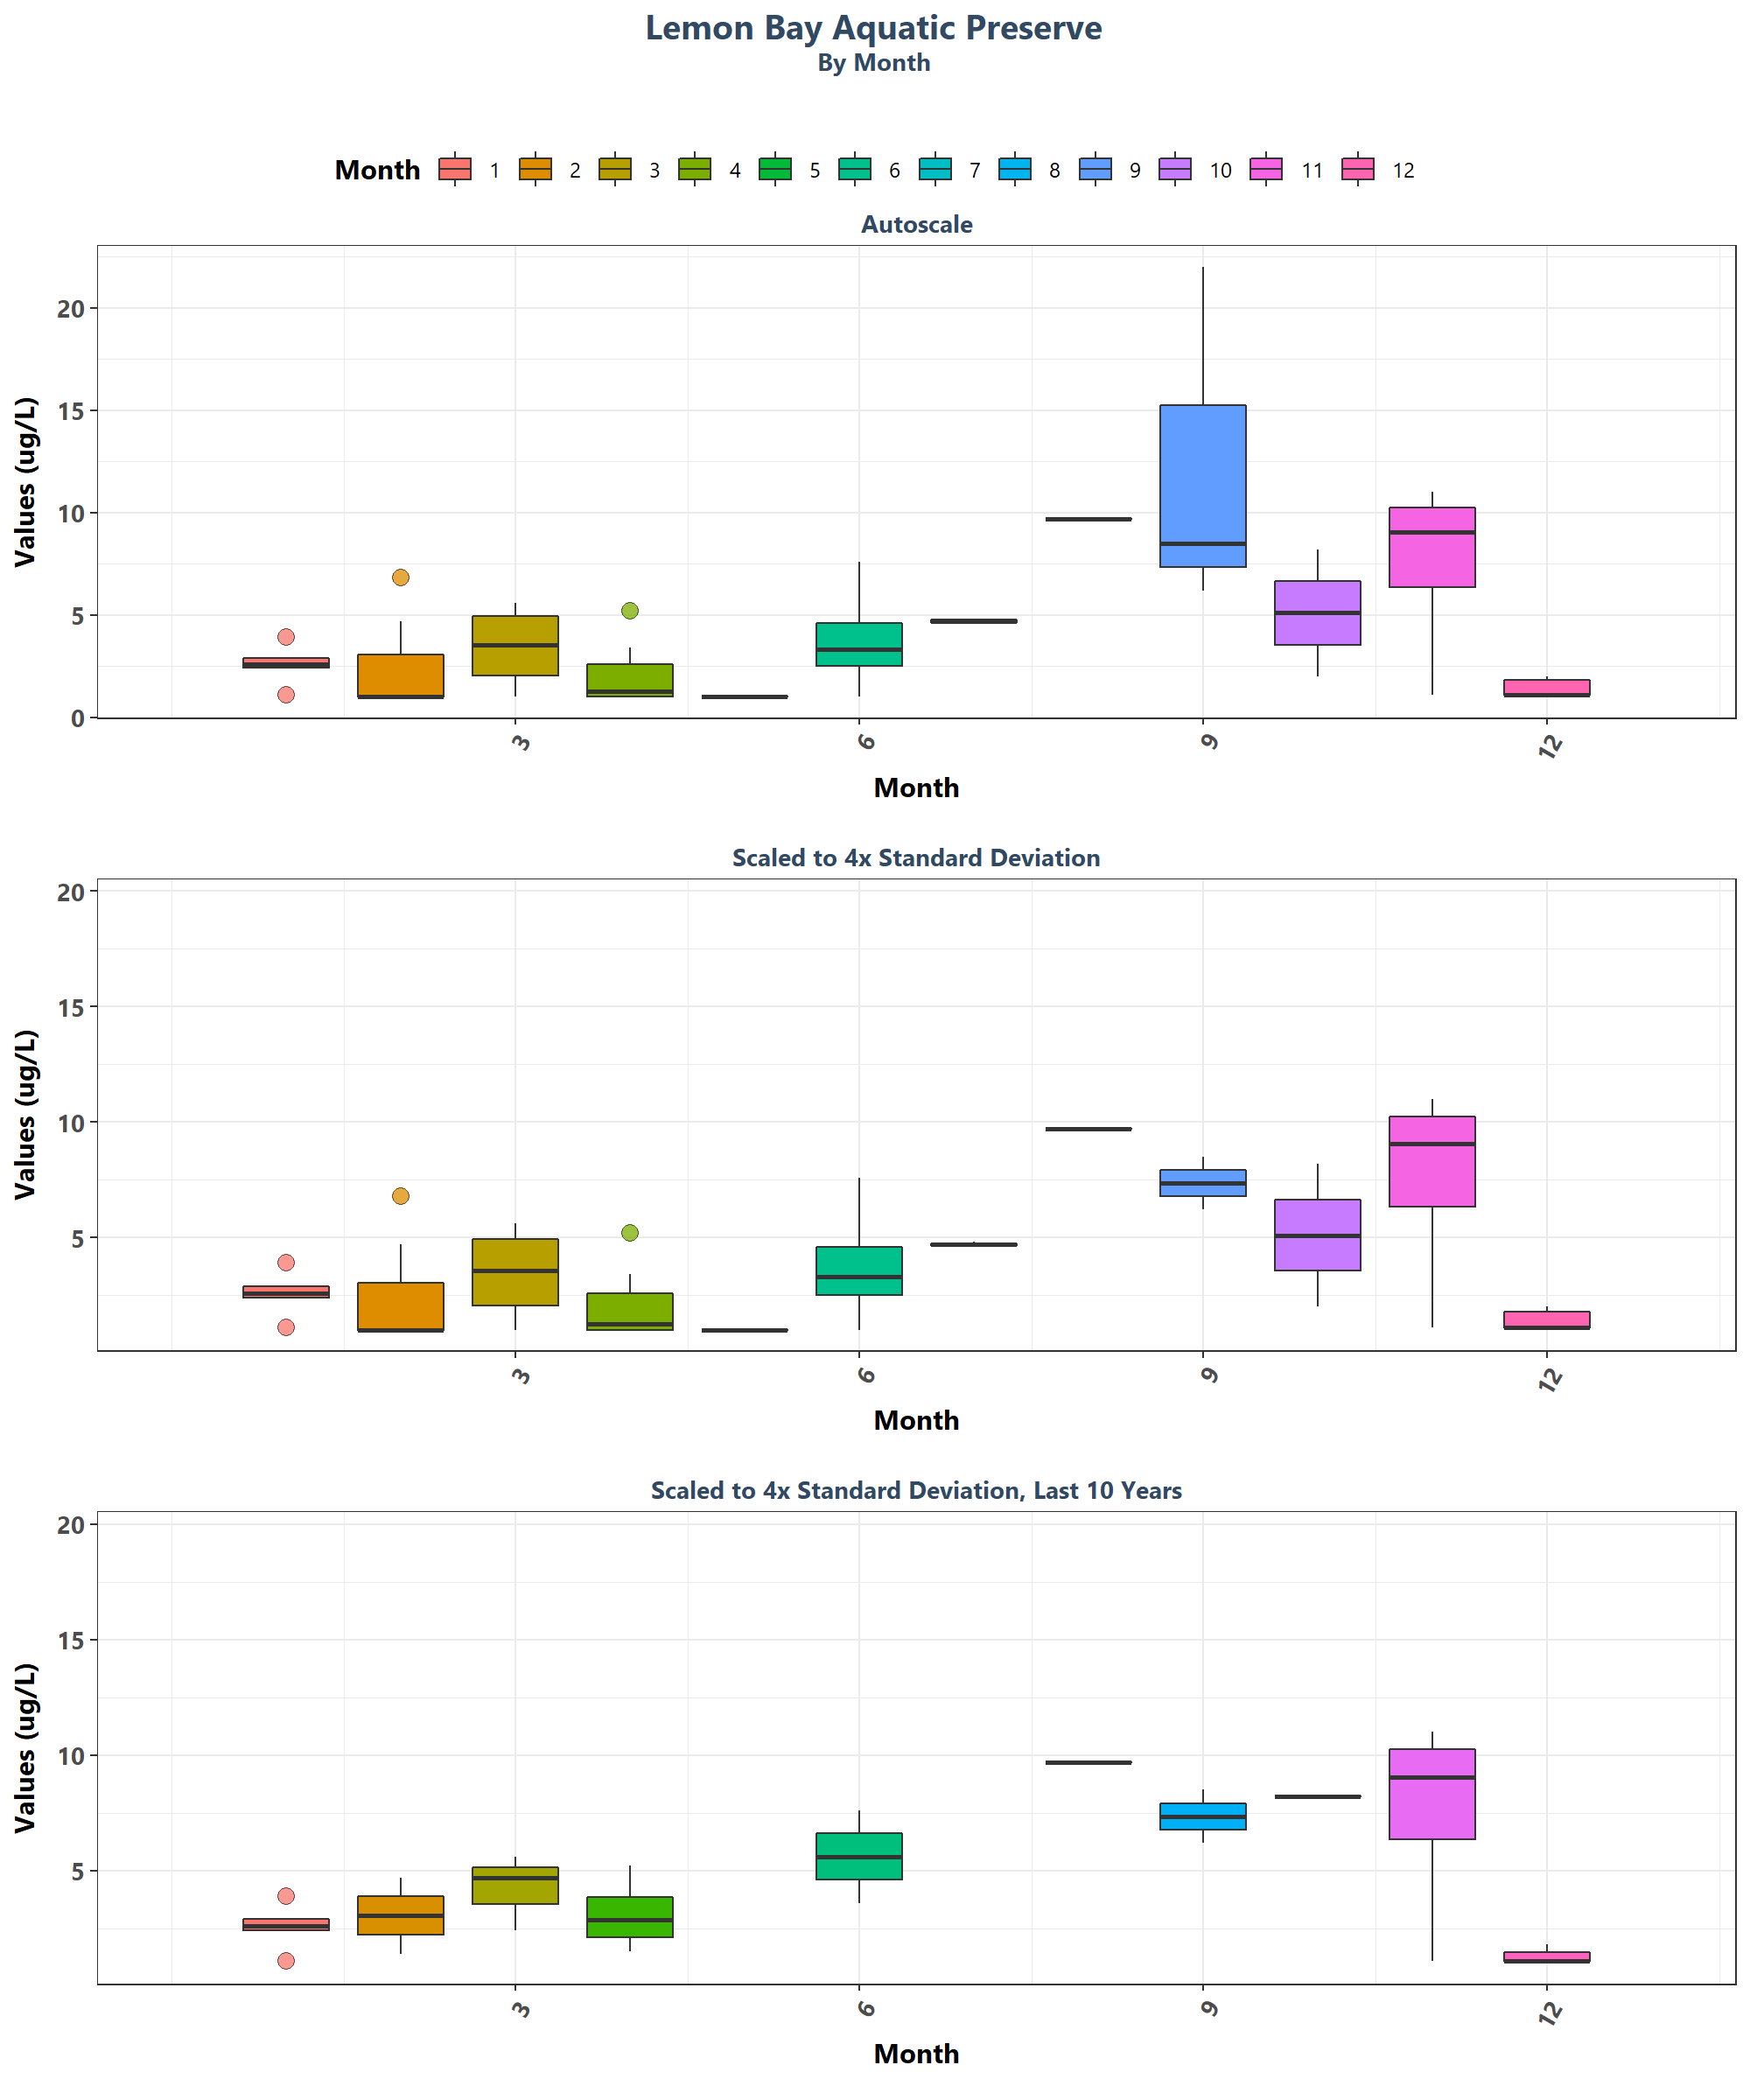 Lemon Bay Aquatic Preserve
By Month
Month 1 2 3 4 5 6 7 8 9 10 11 12
Autoscale
Values (ug/L)
20
15
10
5
0
3 6 9 12
Month
Scaled to 4x Standard Deviation
Values (ug/L)
20
15
10
5
3 6 9 12
Month
Scaled to 4x Standard Deviation, Last 10 Years
Values (ug/L)
20
15
10
5
3 6 9 12
Month